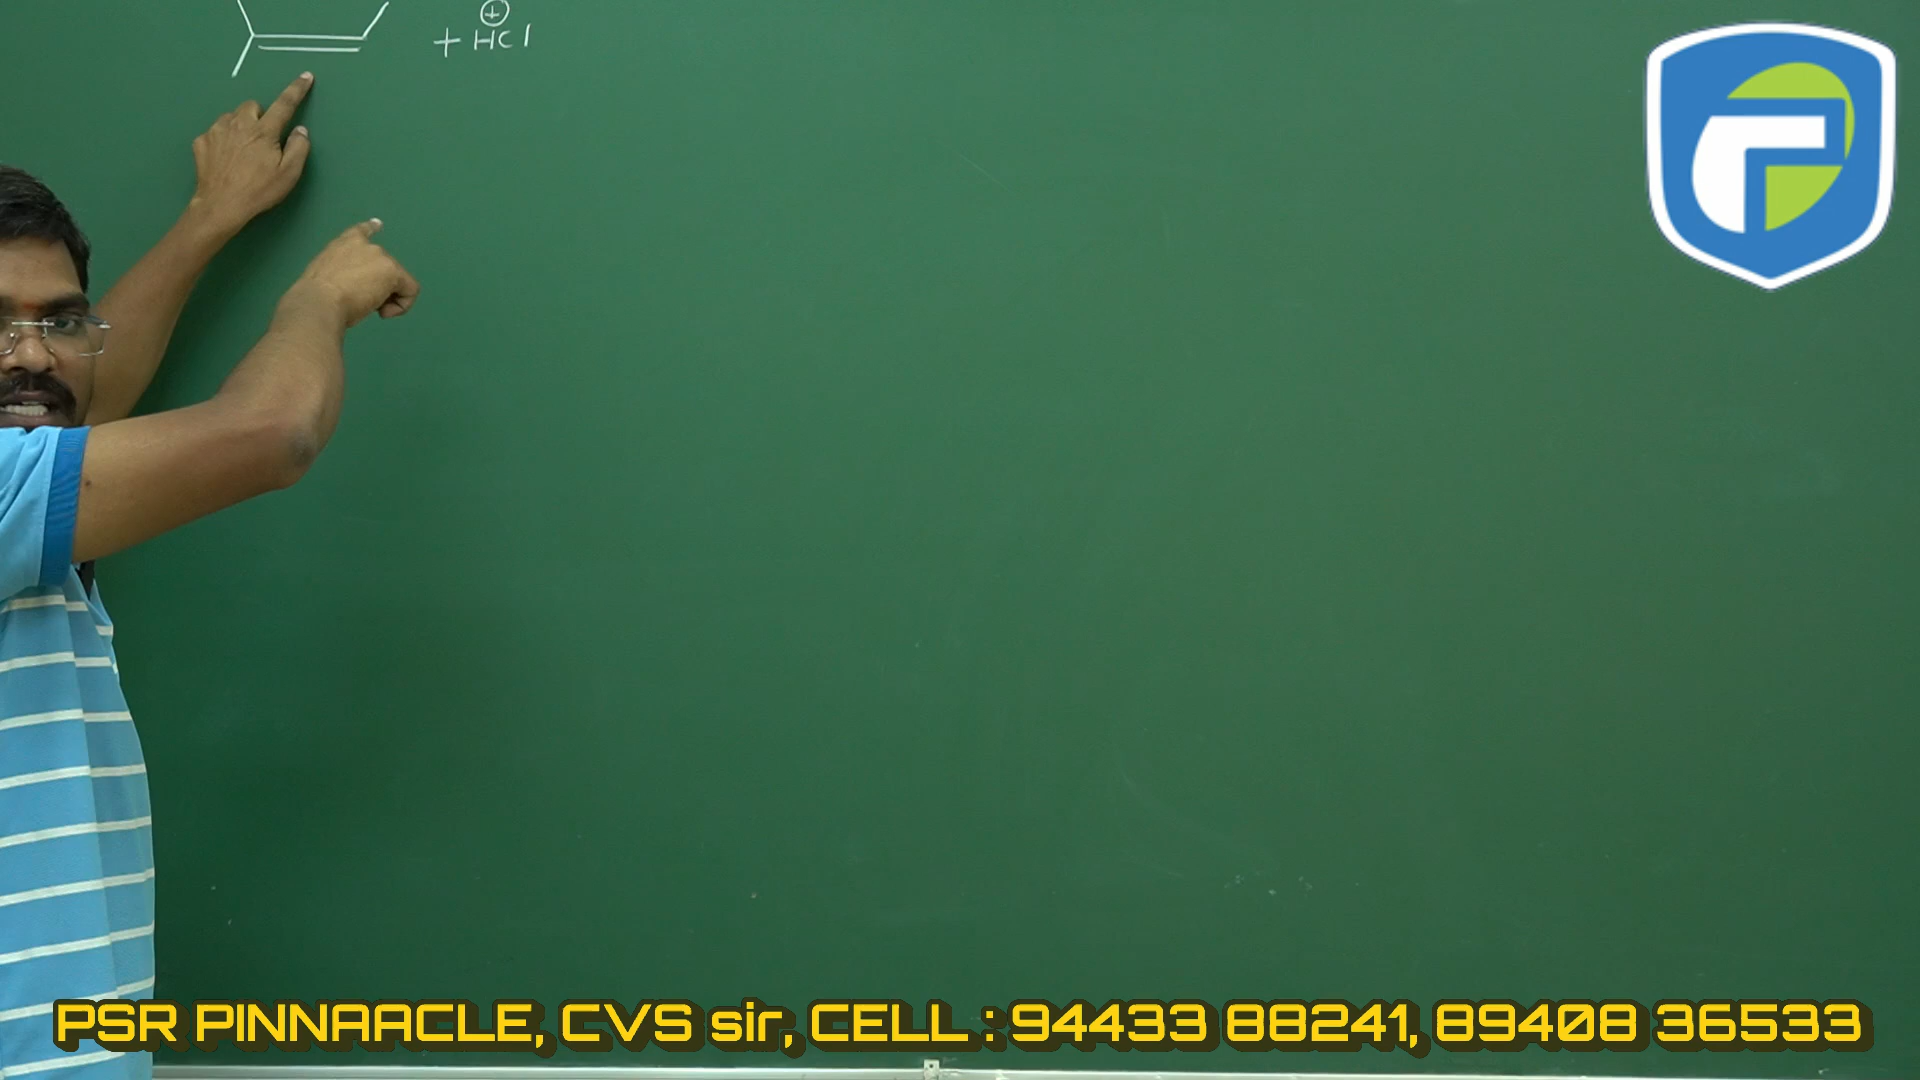 + HCl
⊕
PSR PINNAACLE, CVS sir, CELL : 94433 88241, 89408 36533